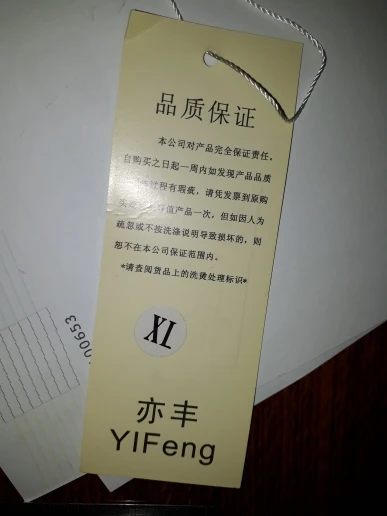 品质保证
本公司对产品完全保证责任。
自购买之日起一周内如发现产品品质
过程有瑕疵，请凭发票到原购
等值产品一次，但如因人为
疏忽或不按洗涤说明导致损坏的，则
恕不在本公司保证范围内。
*请查阅货品上的洗烫处理标识*
XL
亦丰
YIFeng
00653